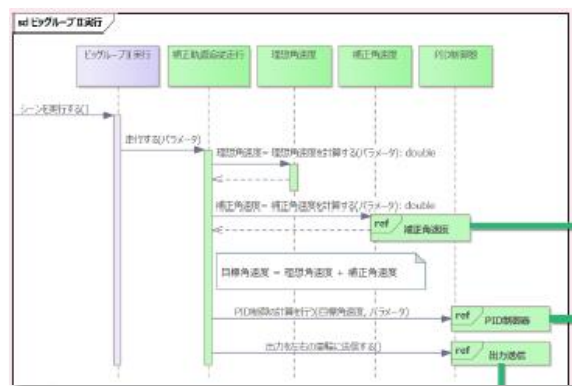 sd ビッグループⅡ実行
ビッグループⅡ実行
補正軌道追従走行
理想角速度
補正角速度
PID制御器
シーンを実行する()
走行する(パラメータ)
理想角速度= 理想角速度を計算する(パラメータ): double
補正角速度= 補正角速度を計算する(パラメータ): double
ref
補正角速度
目標角速度 = 理想角速度 + 補正角速度
PID制御の計算を行う(目標角速度, パラメータ)
ref
PID制御器
出力を左右の車輪に送信する()
ref
出力送信